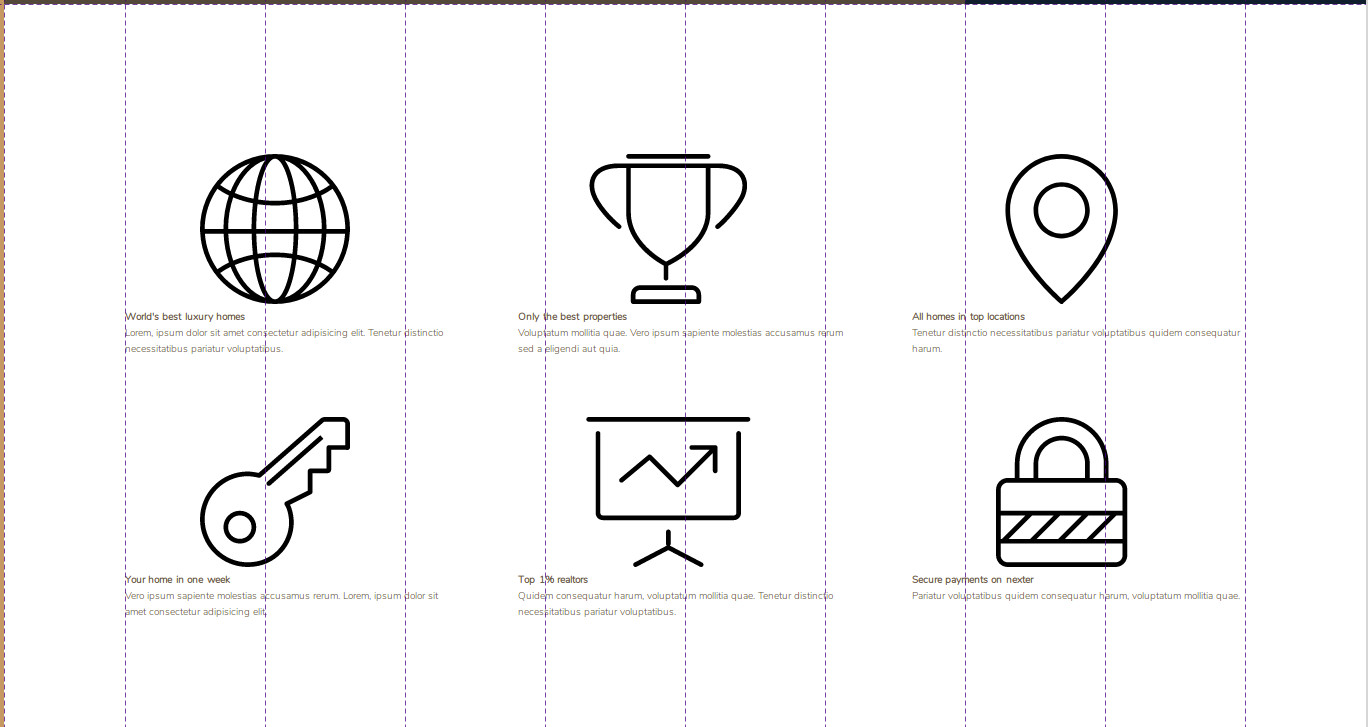 World's best luxury homes
Lorem, ipsum dolor sit amet consectetur adipisicing elit. Tenetur distinctio
necessitatibus pariatur voluptatibus.
Only the best properties
Voluptatum mollitia quae. Vero ipsum sapiente molestias accusamus rerum
sed a eligendi aut quia.
All homes in top locations
Tenetur distinctio necessitatibus pariatur voluptatibus quidem consequatur
harum.
Your home in one week
Vero ipsum sapiente molestias accusamus rerum. Lorem, ipsum dolor sit
amet consectetur adipisicing elit.
Top 1% realtors
Quidem consequatur harum, voluptatum mollitia quae. Tenetur distinctio
necessitatibus pariatur voluptatibus.
Secure payments on nexter
Pariatur voluptatibus quidem consequatur harum, voluptatum mollitia quae.